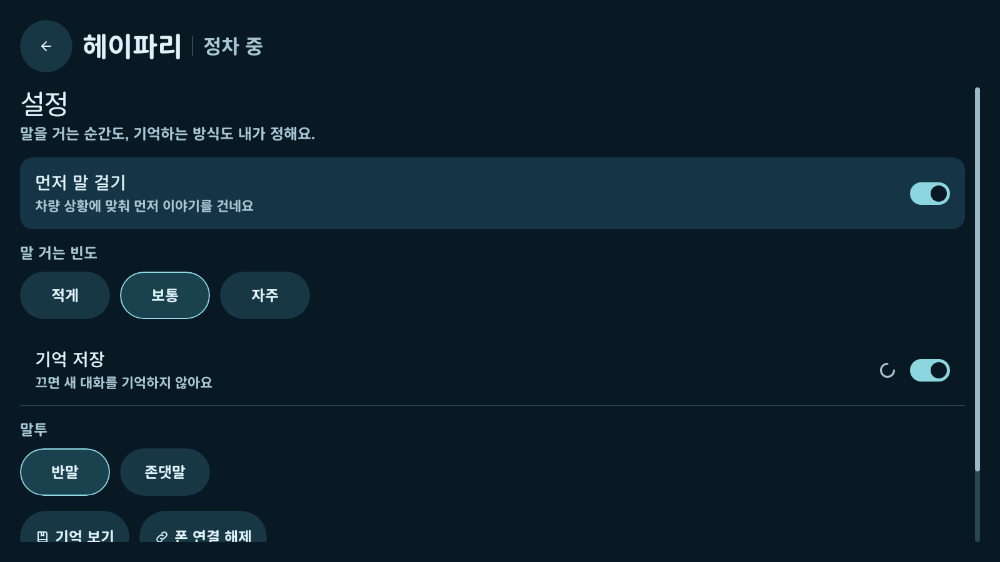 헤이파리
정차 중
설정
말을 거는 순간도, 기억하는 방식도 내가 정해요.
먼저 말 걸기
차량 상황에 맞춰 먼저 이야기를 건네요
말 거는 빈도
적게
보통
자주
기억 저장
끄면 새 대화를 기억하지 않아요
말투
반말
존댓말
기억 보기
폰 연결 해제